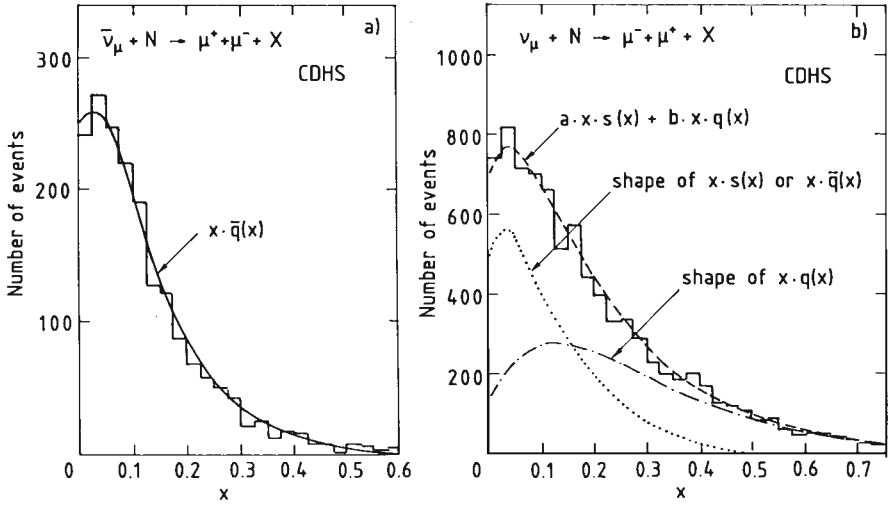 a)
ν̅μ + N → μ⁺ + μ⁻ + X
CDHS
300
200
100
Number of events
x · q̅(x)
0 0.1 0.2 0.3 0.4 0.5 0.6
x
b)
νμ + N → μ⁻ + μ⁺ + X
CDHS
1000
800
600
400
200
Number of events
a · x · s(x) + b · x · q(x)
shape of x · s(x) or x · q̅(x)
shape of x · q(x)
0 0.1 0.2 0.3 0.4 0.5 0.6 0.7
x